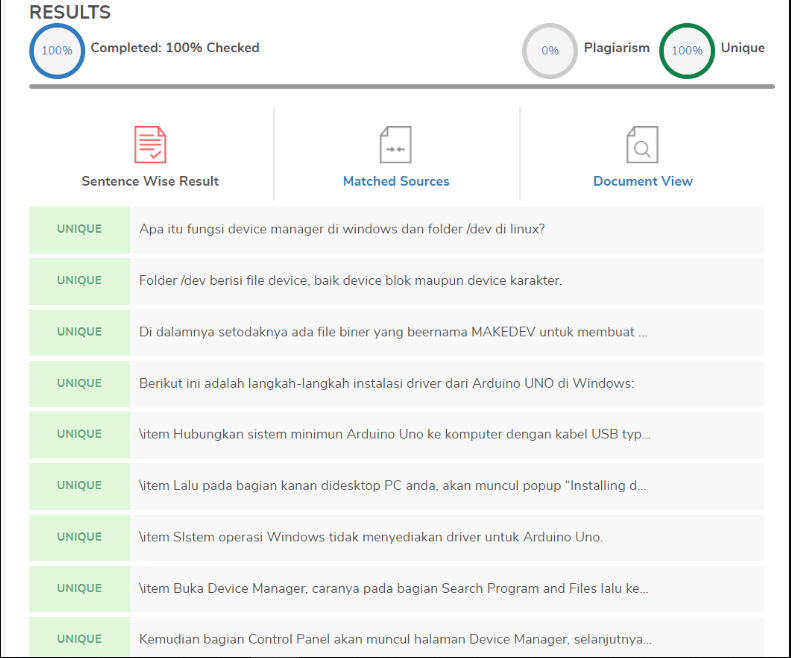 RESULTS
100% Completed: 100% Checked 0% Plagiarism 100% Unique
Sentence Wise Result Matched Sources Document View
UNIQUE Apa itu fungsi device manager di windows dan folder /dev di linux?
UNIQUE Folder /dev berisi file device, baik device blok maupun device karakter.
UNIQUE Di dalamnya setodaknya ada file biner yang beernama MAKEDEV untuk membuat ...
UNIQUE Berikut ini adalah langkah-langkah instalasi driver dari Arduino UNO di Windows:
UNIQUE \item Hubungkan sistem minimun Arduino Uno ke komputer dengan kabel USB typ...
UNIQUE \item Lalu pada bagian kanan didesktop PC anda, akan muncul popup “Installing d...
UNIQUE \item SIstem operasi Windows tidak menyediakan driver untuk Arduino Uno.
UNIQUE \item Buka Device Manager, caranya pada bagian Search Program and Files lalu ke...
UNIQUE Kemudian bagian Control Panel akan muncul halaman Device Manager, selanjutnya...